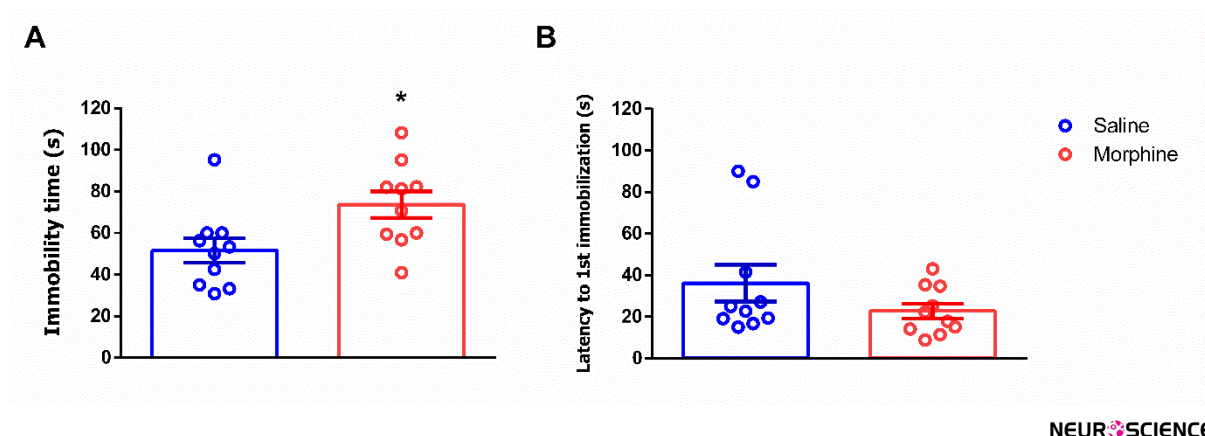 A
Immobility time (s)
120
100
80
60
40
20
0
*
B
Latency to 1st immobilization (s)
120
100
80
60
40
20
0
Saline
Morphine
NEUROSCIENCE